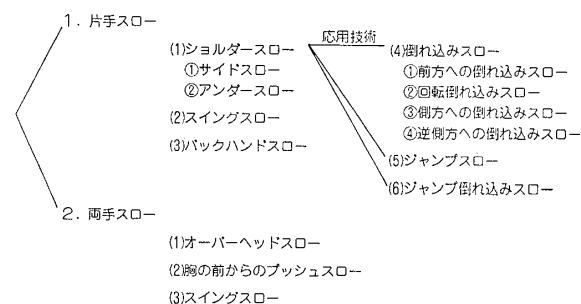 1．片手スロー
(1)ショルダースロー
①サイドスロー
②アンダースロー
(2)スイングスロー
(3)バックハンドスロー
応用技術
(4)倒れ込みスロー
①前方への倒れ込みスロー
②回転倒れ込みスロー
③側方への倒れ込みスロー
④逆側方への倒れ込みスロー
(5)ジャンプスロー
(6)ジャンプ倒れ込みスロー
2．両手スロー
(1)オーバーヘッドスロー
(2)胸の前からのプッシュスロー
(3)スイングスロー